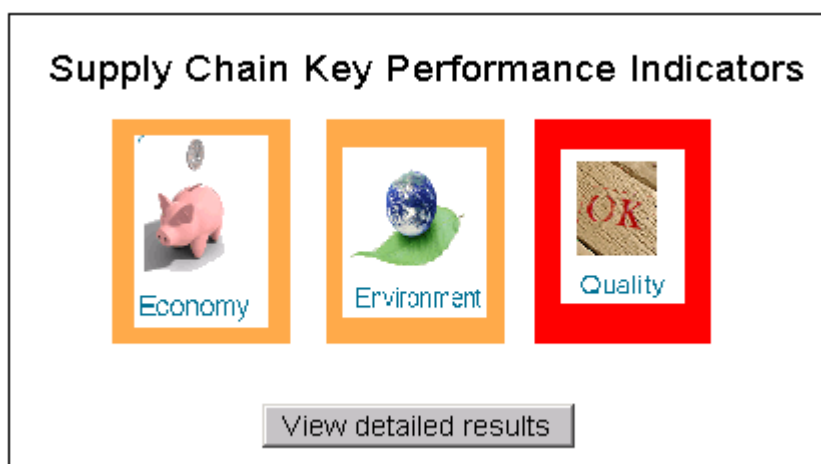 Supply Chain Key Performance Indicators
OK
Economy
Environment
Quality
View detailed results